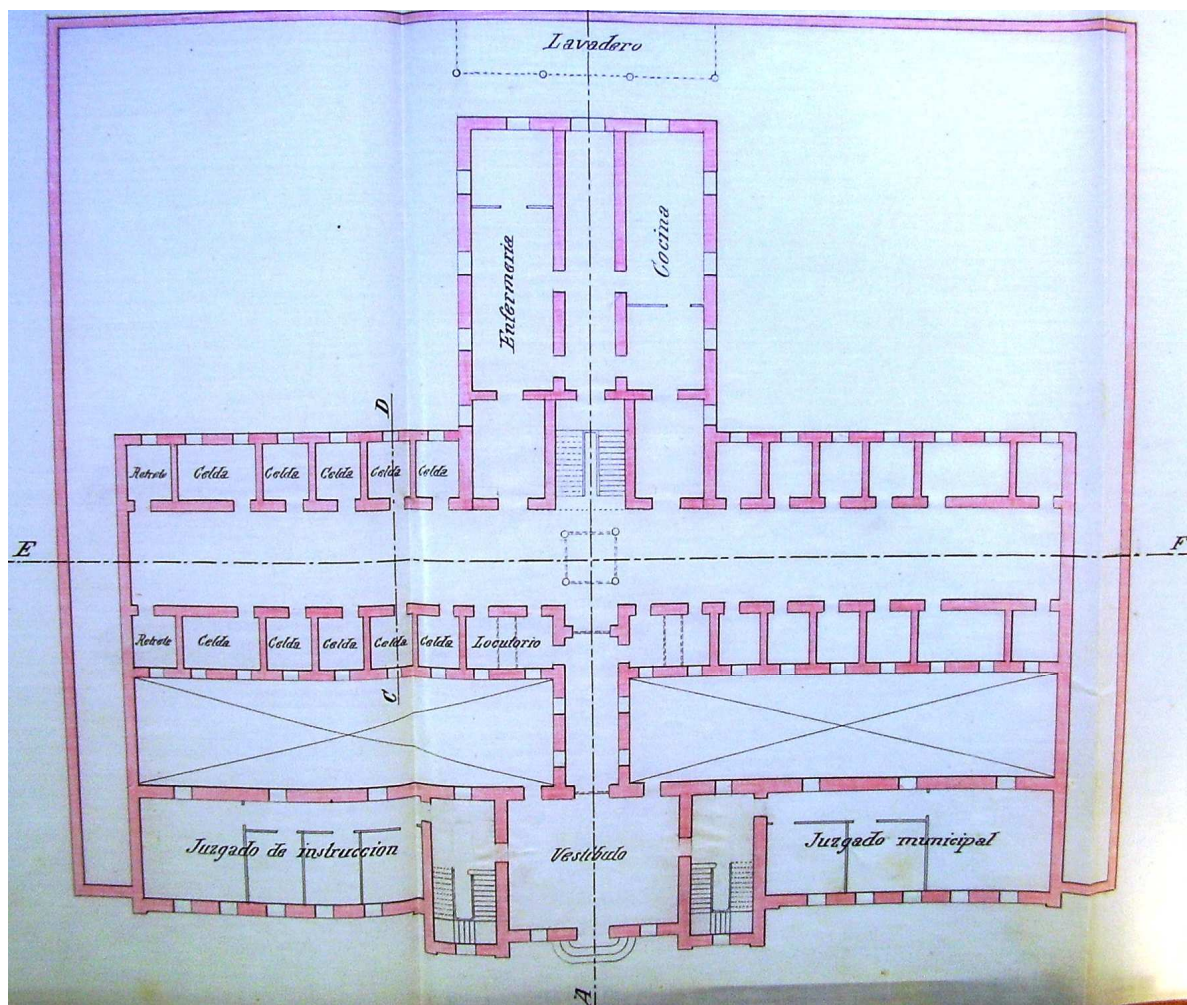 Lavadero
Enfermeria
Cocina
D
Retrete
Celda
Celda
Celda
Celda
Celda
E
F
Retrete
Celda
Celda
Celda
Celda
Celda
Locutorio
C
Juzgado de instruccion
Vestibulo
Juzgado municipal
A